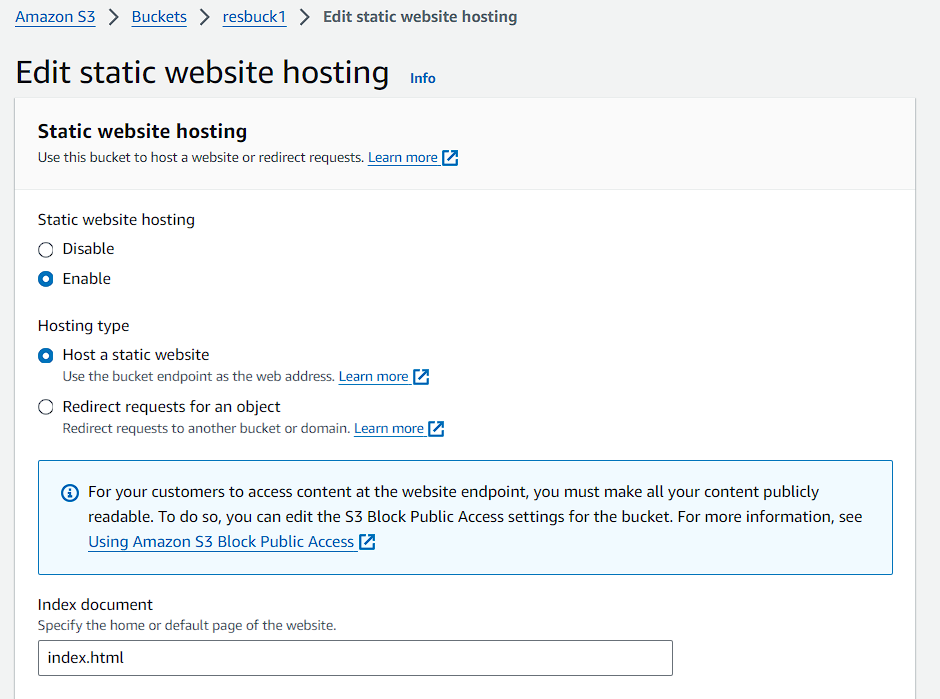 Amazon S3 > Buckets > resbuck1 > Edit static website hosting
Edit static website hosting Info
Static website hosting
Use this bucket to host a website or redirect requests. Learn more
Static website hosting
Disable
Enable
Hosting type
Host a static website
Use the bucket endpoint as the web address. Learn more
Redirect requests for an object
Redirect requests to another bucket or domain. Learn more
For your customers to access content at the website endpoint, you must make all your content publicly
readable. To do so, you can edit the S3 Block Public Access settings for the bucket. For more information, see
Using Amazon S3 Block Public Access
Index document
Specify the home or default page of the website.
index.html